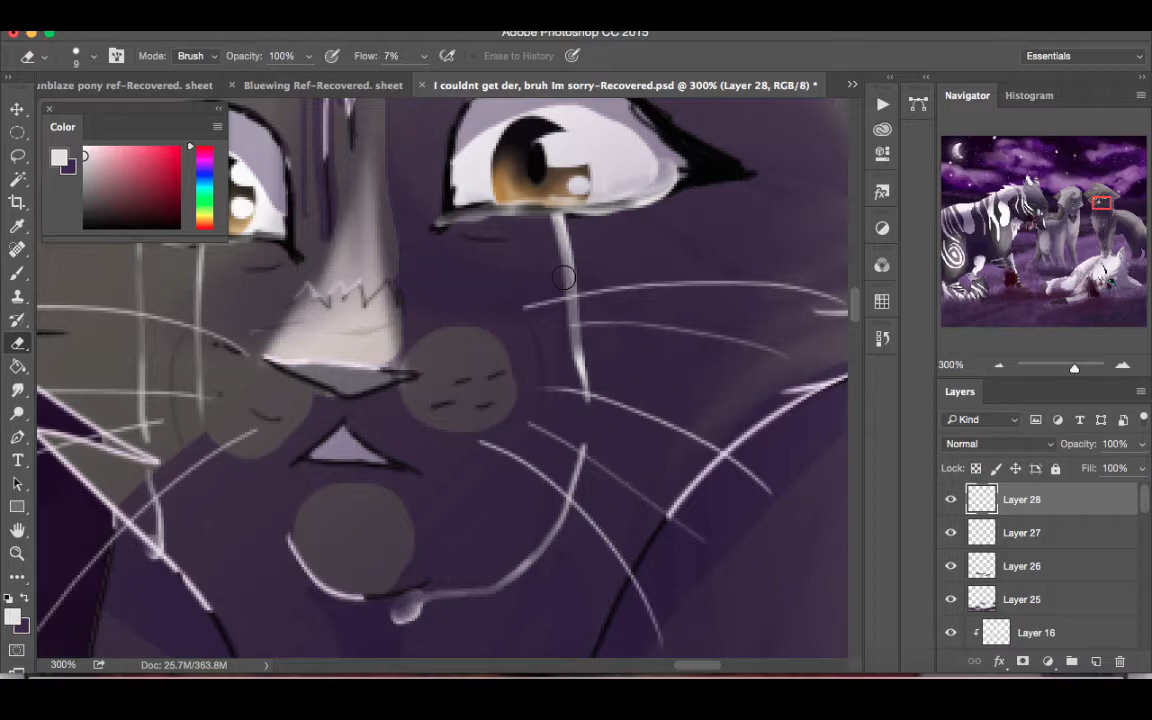 Adobe Photoshop CC 2015
9 Mode: Brush Opacity: 100% Flow: 7% Erase to History Essentials
unblaze pony ref-Recovered. sheet × Bluewing Ref-Recovered. sheet × I couldnt get der, bruh Im sorry-Recovered.psd @ 300% (Layer 28, RGB/8) *
Color
Navigator Histogram
300%
Layers
Kind
Normal Opacity: 100%
Lock: Fill: 100%
Layer 28
Layer 27
Layer 26
Layer 25
Layer 16
300% Doc: 25.7M/363.8M
fx